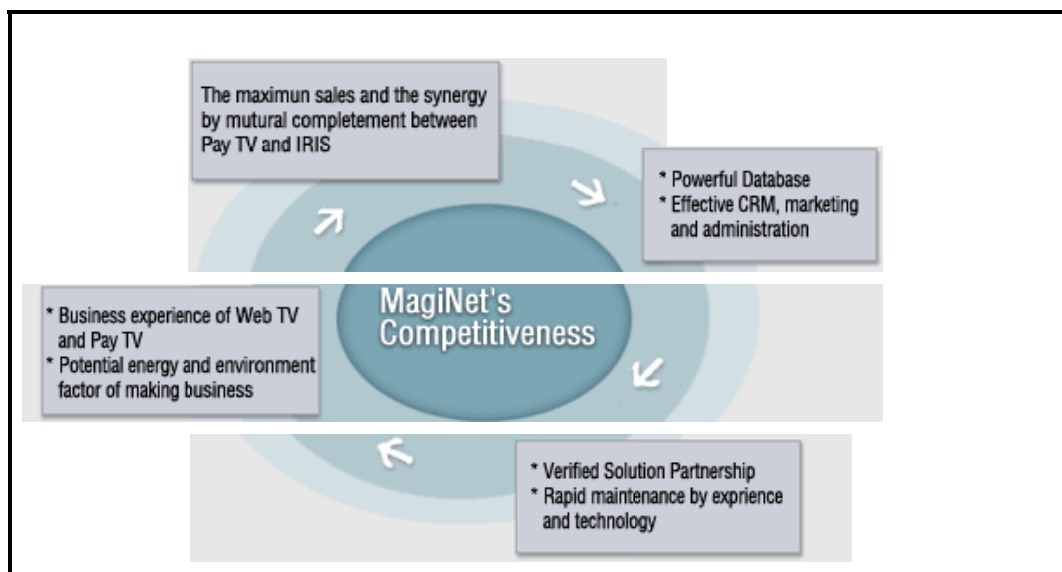 The maximun sales and the synergy
by mutural completement between
Pay TV and IRIS
* Powerful Database
* Effective CRM, marketing
and administration
MagiNet's
Competitiveness
* Business experience of Web TV
and Pay TV
* Potential energy and environment
factor of making business
* Verified Solution Partnership
* Rapid maintenance by exprience
and technology